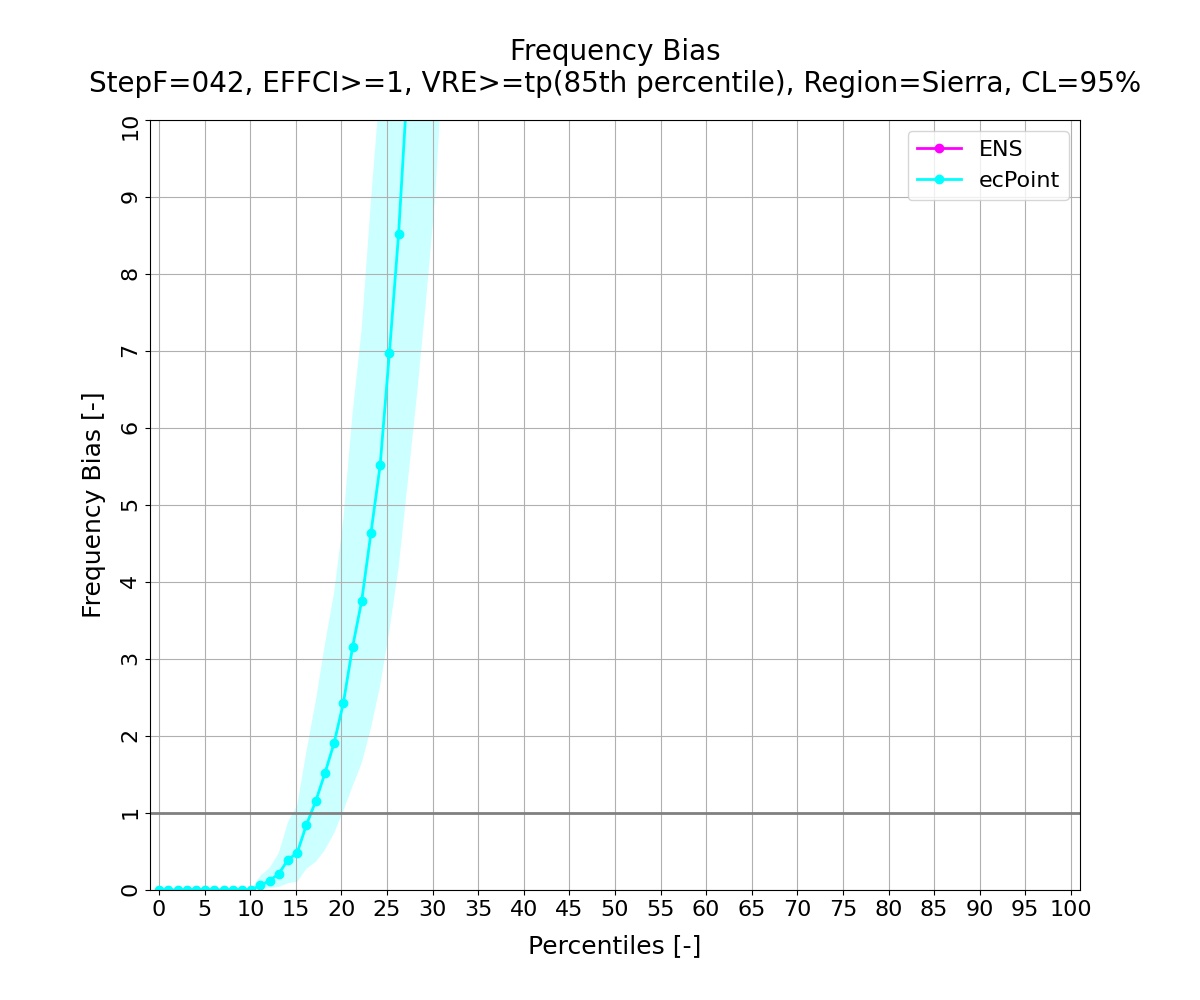 Frequency Bias
StepF=042, EFFCI>=1, VRE>=tp(85th percentile), Region=Sierra, CL=95%
10
9
8
7
6
5
4
3
2
1
0
Frequency Bias [-]
ENS
ecPoint
0 5 10 15 20 25 30 35 40 45 50 55 60 65 70 75 80 85 90 95 100
Percentiles [-]